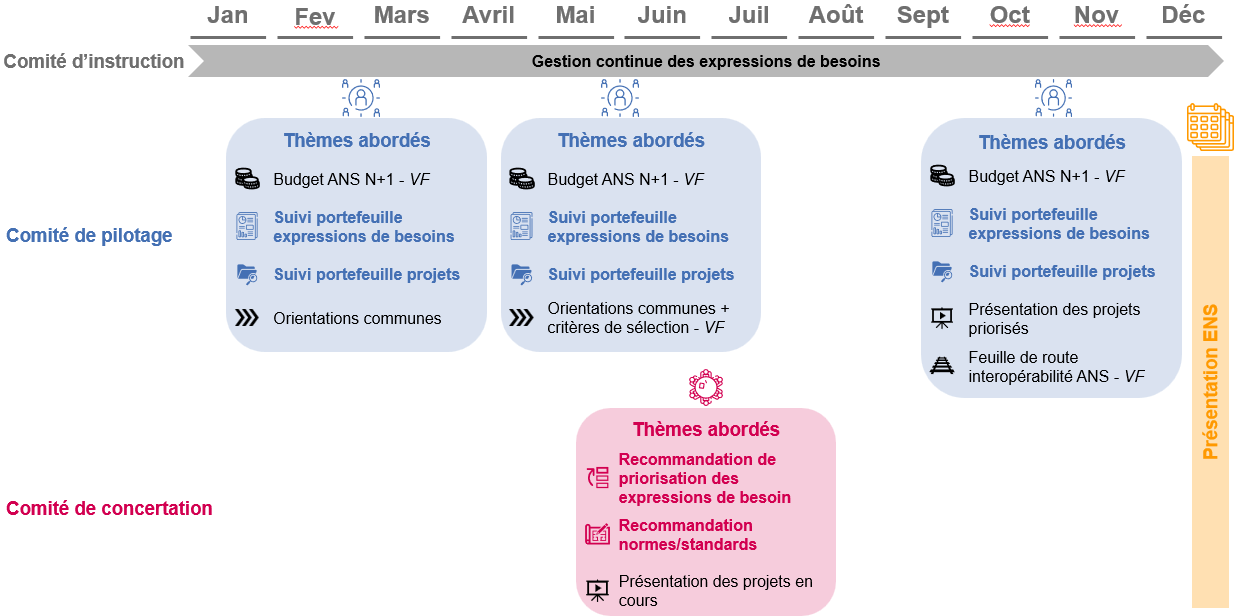 Jan Fev Mars Avril Mai Juin Juil Août Sept Oct Nov Déc
Comité d'instruction
Gestion continue des expressions de besoins
Comité de pilotage
Thèmes abordés
Budget ANS N+1 - VF
Suivi portefeuille
expressions de besoins
Suivi portefeuille projets
Orientations communes
Thèmes abordés
Budget ANS N+1 - VF
Suivi portefeuille
expressions de besoins
Suivi portefeuille projets
Orientations communes +
critères de sélection - VF
Thèmes abordés
Budget ANS N+1 - VF
Suivi portefeuille
expressions de besoins
Suivi portefeuille projets
Présentation des projets
priorisés
Feuille de route
interopérabilité ANS - VF
Présentation ENS
Comité de concertation
Thèmes abordés
Recommandation de
priorisation des
expressions de besoin
Recommandation
normes/standards
Présentation des projets en
cours